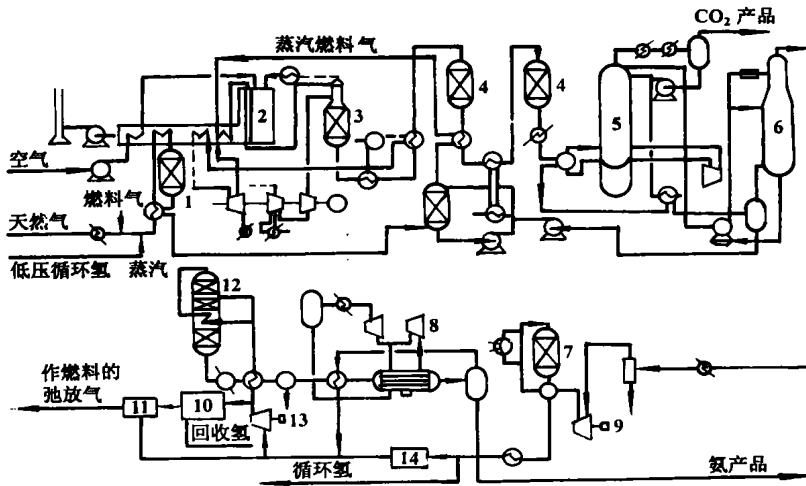 CO₂ 产品
蒸汽燃料气
4
4
2
3
5
6
空气
燃料气
1
天然气
低压循环氢
蒸汽
12
8
7
作燃料的
弛放气
11
10
13
9
回收氢
14
循环氢
氨产品